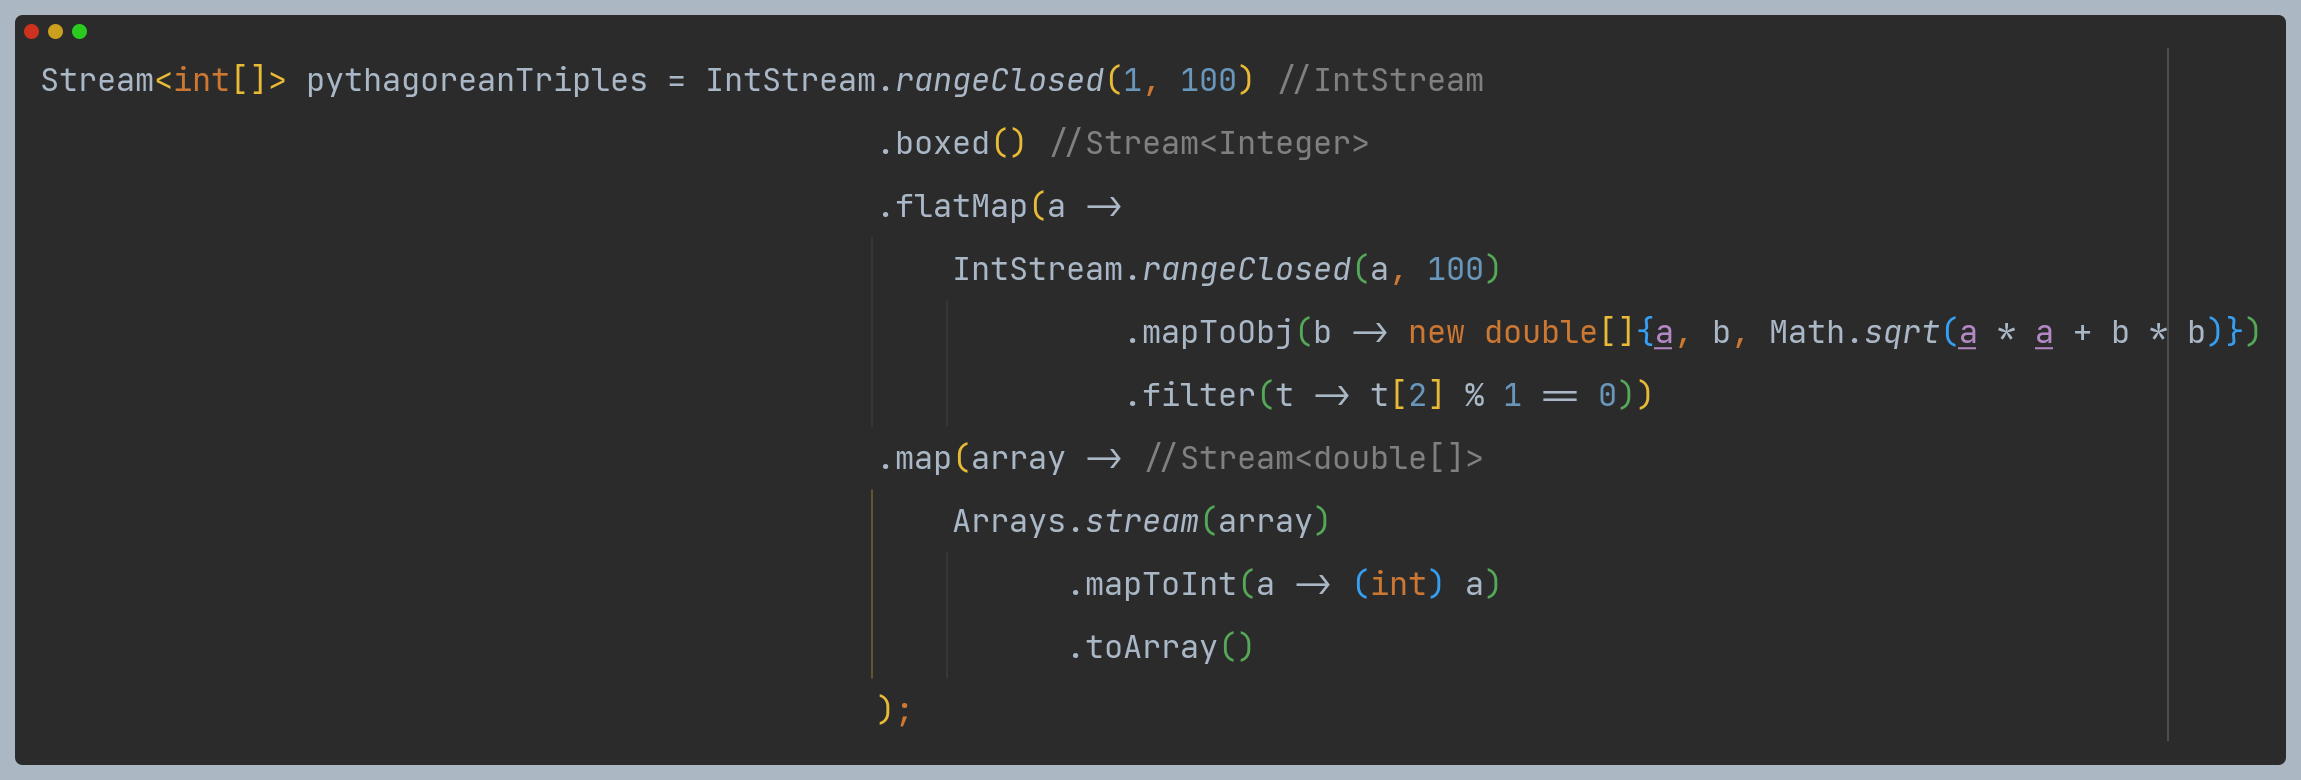 Stream<int[]> pythagoreanTriples = IntStream.rangeClosed(1, 100) //IntStream
.boxed() //Stream<Integer>
.flatMap(a ->
IntStream.rangeClosed(a, 100)
.mapToObj(b -> new double[]{a, b, Math.sqrt(a * a + b * b)})
.filter(t -> t[2] % 1 == 0))
.map(array -> //Stream<double[]>
Arrays.stream(array)
.mapToInt(a -> (int) a)
.toArray()
);